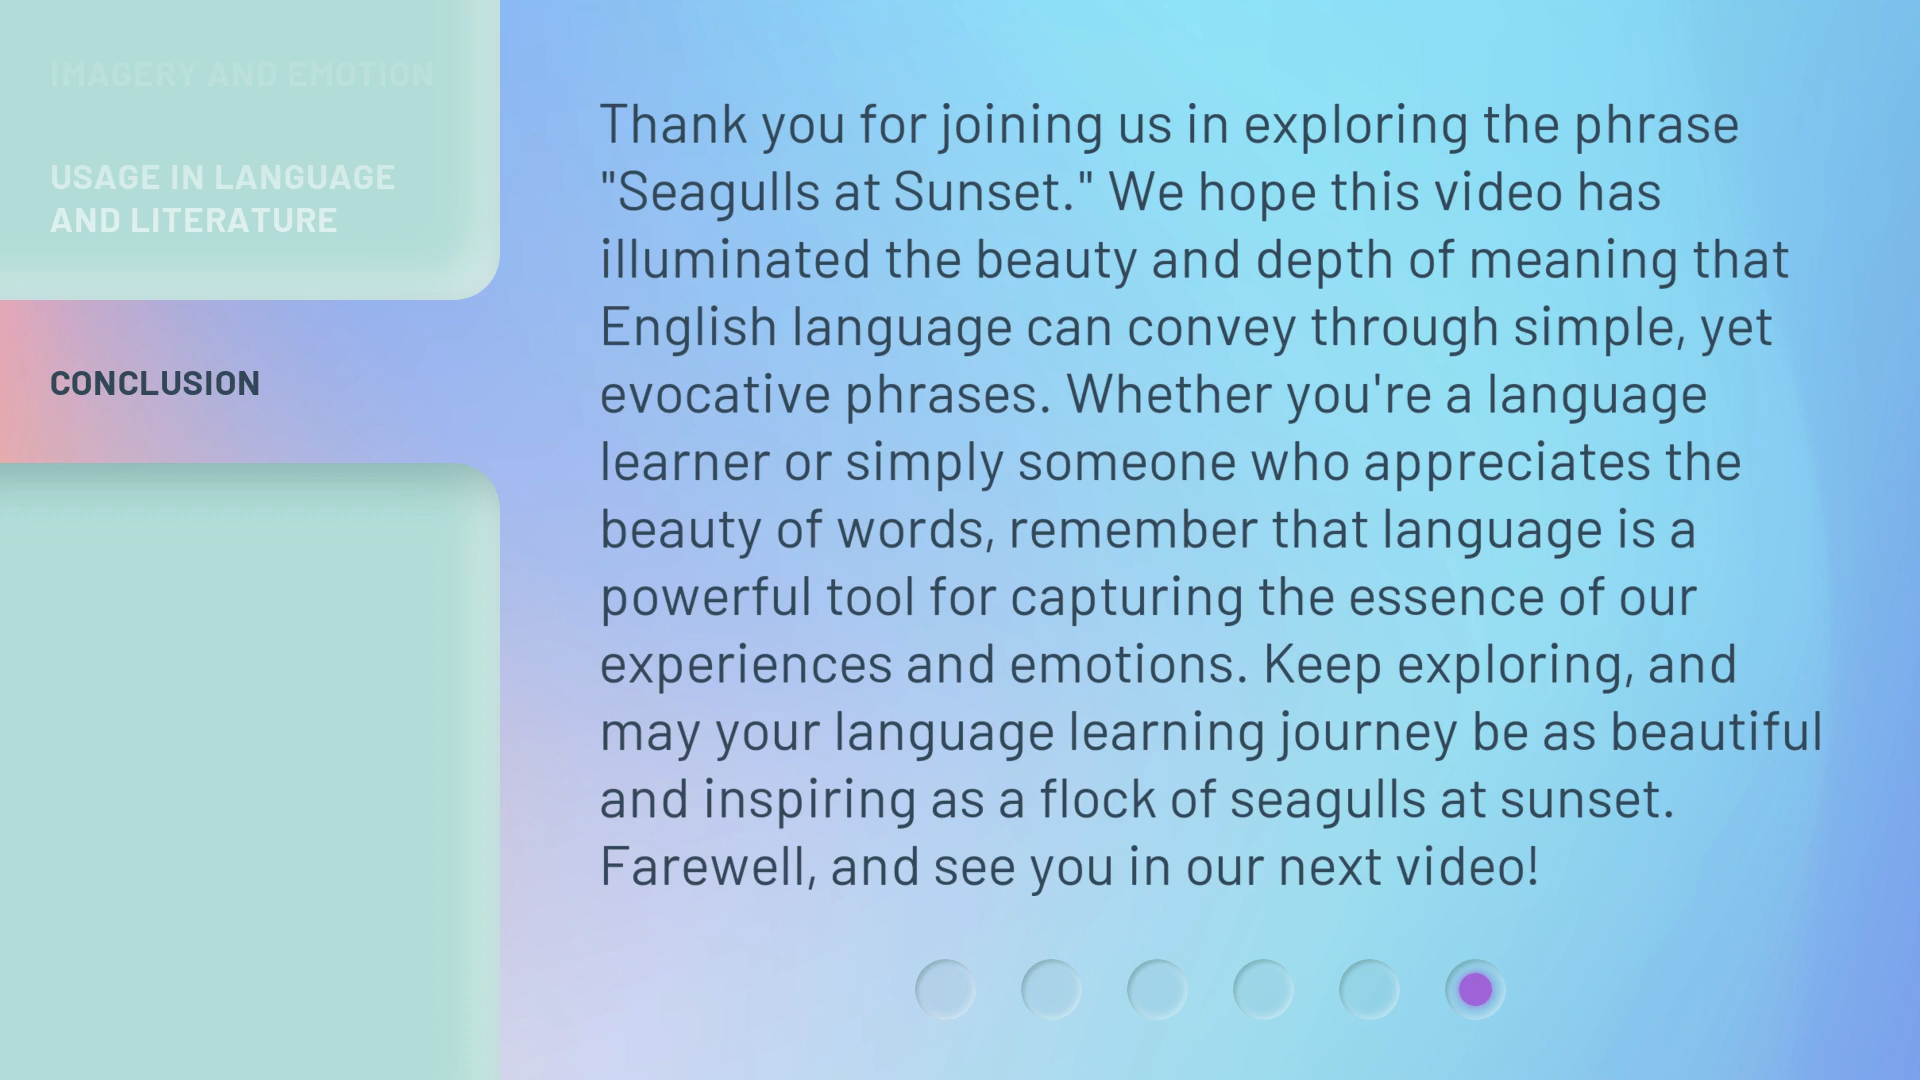 IMAGERY AND EMOTION
USAGE IN LANGUAGE
AND LITERATURE
CONCLUSION
Thank you for joining us in exploring the phrase
"Seagulls at Sunset." We hope this video has
illuminated the beauty and depth of meaning that
English language can convey through simple, yet
evocative phrases. Whether you're a language
learner or simply someone who appreciates the
beauty of words, remember that language is a
powerful tool for capturing the essence of our
experiences and emotions. Keep exploring, and
may your language learning journey be as beautiful
and inspiring as a flock of seagulls at sunset.
Farewell, and see you in our next video!